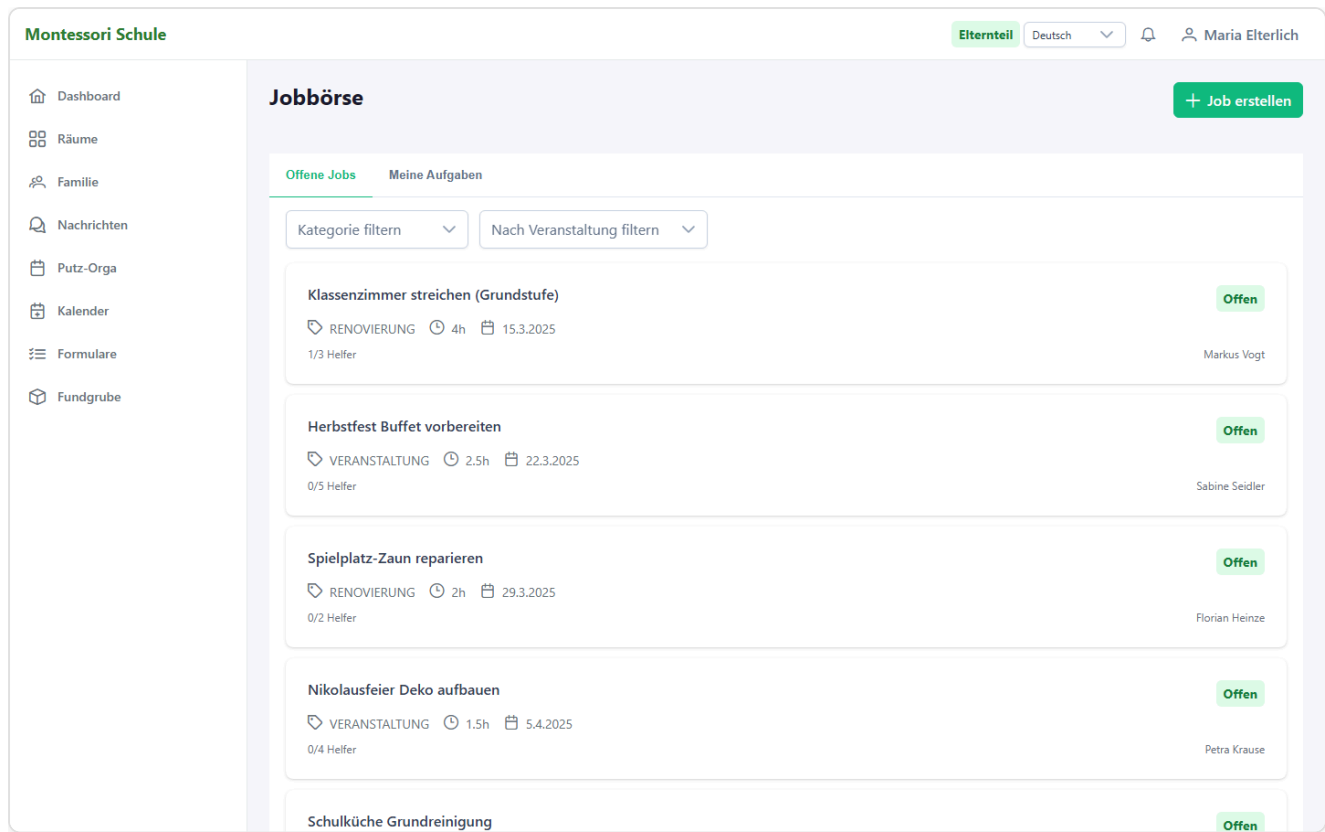 Montessori Schule
Elternteil
Deutsch
Maria Elterlich
Dashboard
Räume
Familie
Nachrichten
Putz-Orga
Kalender
Formulare
Fundgrube
Jobbörse
Job erstellen
Offene Jobs
Meine Aufgaben
Kategorie filtern
Nach Veranstaltung filtern
Klassenzimmer streichen (Grundstufe)
Offen
RENOVIERUNG 4h 15.3.2025
1/3 Helfer
Markus Vogt
Herbstfest Buffet vorbereiten
Offen
VERANSTALTUNG 2.5h 22.3.2025
0/5 Helfer
Sabine Seidler
Spielplatz-Zaun reparieren
Offen
RENOVIERUNG 2h 29.3.2025
0/2 Helfer
Florian Heinze
Nikolausfeier Deko aufbauen
Offen
VERANSTALTUNG 1.5h 5.4.2025
0/4 Helfer
Petra Krause
Schulküche Grundreinigung
Offen